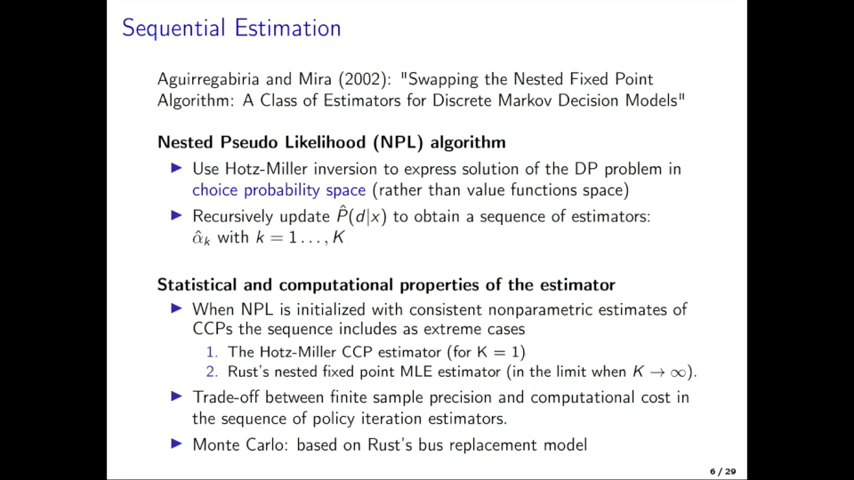 Sequential Estimation
Aguirregabiria and Mira (2002): "Swapping the Nested Fixed Point
Algorithm: A Class of Estimators for Discrete Markov Decision Models"
Nested Pseudo Likelihood (NPL) algorithm
▶ Use Hotz-Miller inversion to express solution of the DP problem in
choice probability space (rather than value functions space)
▶ Recursively update P̂(d|x) to obtain a sequence of estimators:
α̂ₖ with k = 1 . . . , K
Statistical and computational properties of the estimator
▶ When NPL is initialized with consistent nonparametric estimates of
CCPs the sequence includes as extreme cases
1. The Hotz-Miller CCP estimator (for K = 1)
2. Rust's nested fixed point MLE estimator (in the limit when K → ∞).
▶ Trade-off between finite sample precision and computational cost in
the sequence of policy iteration estimators.
▶ Monte Carlo: based on Rust's bus replacement model
6 / 29